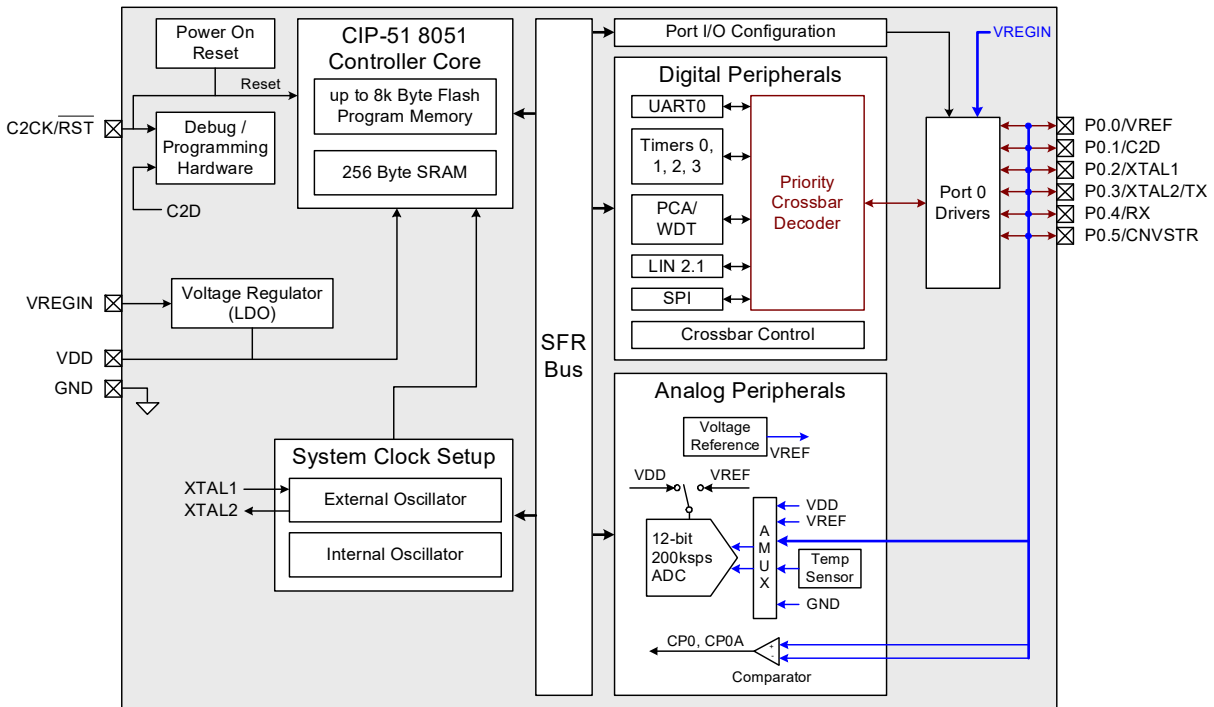 Power On
Reset
Reset
C2CK/RST
Debug /
Programming
Hardware
C2D
CIP-51 8051
Controller Core
up to 8k Byte Flash
Program Memory
256 Byte SRAM
VREGIN
Voltage Regulator
(LDO)
VDD
GND
System Clock Setup
XTAL1
XTAL2
External Oscillator
Internal Oscillator
SFR
Bus
Port I/O Configuration
Digital Peripherals
UART0
Timers 0,
1, 2, 3
PCA/
WDT
LIN 2.1
SPI
Priority
Crossbar
Decoder
Crossbar Control
VREGIN
Port 0
Drivers
P0.0/VREF
P0.1/C2D
P0.2/XTAL1
P0.3/XTAL2/TX
P0.4/RX
P0.5/CNVSTR
Analog Peripherals
Voltage
Reference
VREF
VDD
VREF
12-bit
200ksps
ADC
A
M
U
X
VDD
VREF
Temp
Sensor
GND
CP0, CP0A
+
-
Comparator